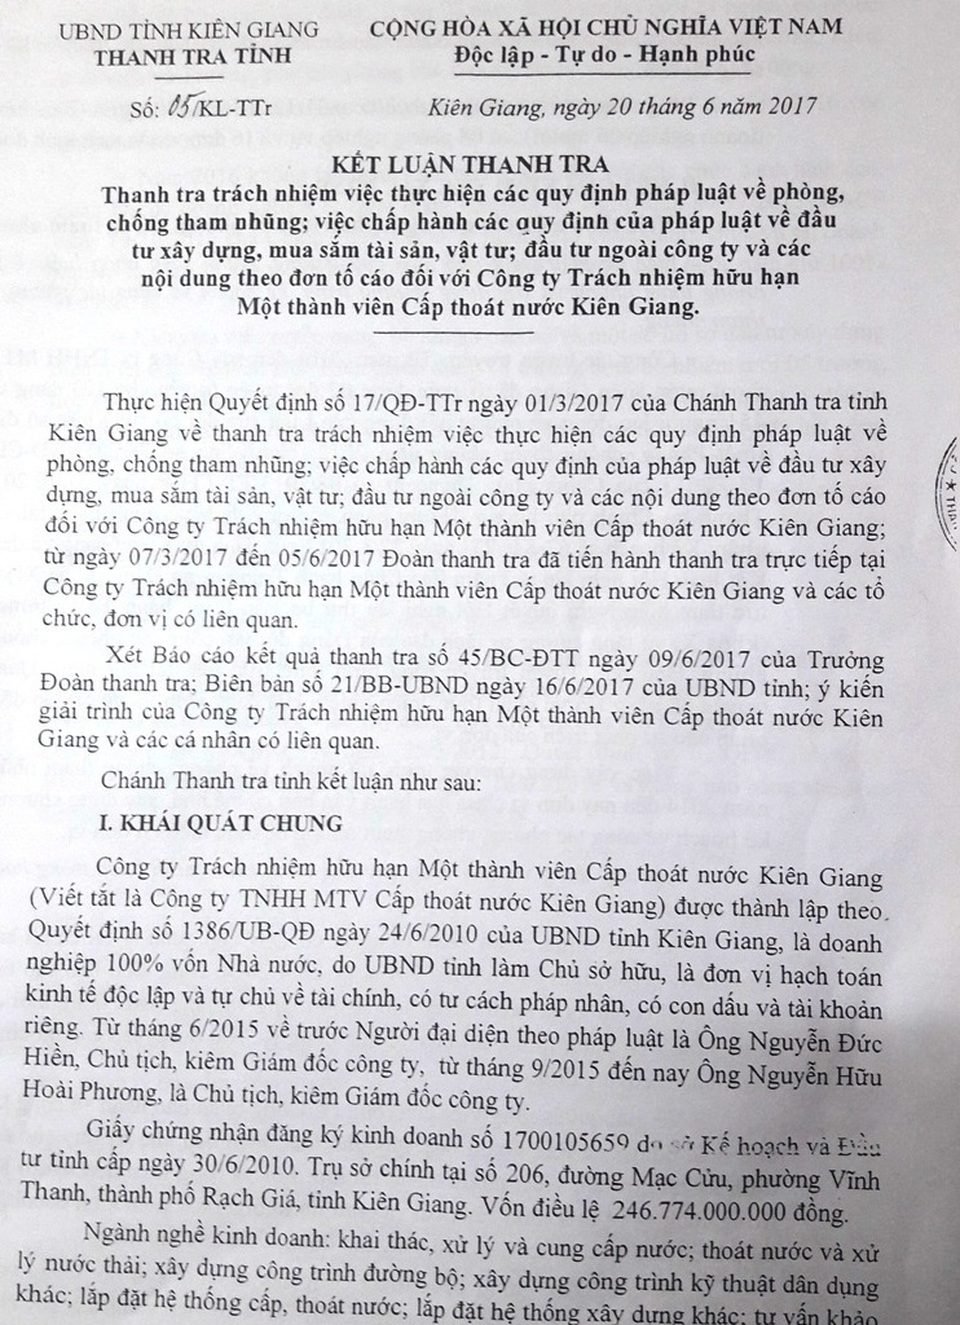 UBND TỈNH KIÊN GIANG
THANH TRA TỈNH
CỘNG HÒA XÃ HỘI CHỦ NGHĨA VIỆT NAM
Độc lập - Tự do - Hạnh phúc
Số: 05/KL-TTr
Kiên Giang, ngày 20 tháng 6 năm 2017
KẾT LUẬN THANH TRA
Thanh tra trách nhiệm việc thực hiện các quy định pháp luật về phòng,
chống tham nhũng; việc chấp hành các quy định của pháp luật về đầu
tư xây dựng, mua sắm tài sản, vật tư; đầu tư ngoài công ty và các
nội dung theo đơn tố cáo đối với Công ty Trách nhiệm hữu hạn
Một thành viên Cấp thoát nước Kiên Giang.
Thực hiện Quyết định số 17/QĐ-TTr ngày 01/3/2017 của Chánh Thanh tra tỉnh
Kiên Giang về thanh tra trách nhiệm việc thực hiện các quy định pháp luật về
phòng, chống tham nhũng; việc chấp hành các quy định của pháp luật về đầu tư xây
dựng, mua sắm tài sản, vật tư; đầu tư ngoài công ty và các nội dung theo đơn tố cáo
đối với Công ty Trách nhiệm hữu hạn Một thành viên Cấp thoát nước Kiên Giang;
từ ngày 07/3/2017 đến 05/6/2017 Đoàn thanh tra đã tiến hành thanh tra trực tiếp tại
Công ty Trách nhiệm hữu hạn Một thành viên Cấp thoát nước Kiên Giang và các tổ
chức, đơn vị có liên quan.
Xét Báo cáo kết quả thanh tra số 45/BC-ĐTT ngày 09/6/2017 của Trưởng
Đoàn thanh tra; Biên bản số 21/BB-UBND ngày 16/6/2017 của UBND tỉnh; ý kiến
giải trình của Công ty Trách nhiệm hữu hạn Một thành viên Cấp thoát nước Kiên
Giang và các cá nhân có liên quan.
Chánh Thanh tra tỉnh kết luận như sau:
I. KHÁI QUÁT CHUNG
Công ty Trách nhiệm hữu hạn Một thành viên Cấp thoát nước Kiên Giang
(Viết tắt là Công ty TNHH MTV Cấp thoát nước Kiên Giang) được thành lập theo
Quyết định số 1386/UB-QĐ ngày 24/6/2010 của UBND tỉnh Kiên Giang, là doanh
nghiệp 100% vốn Nhà nước, do UBND tỉnh làm Chủ sở hữu, là đơn vị hạch toán
kinh tế độc lập và tự chủ về tài chính, có tư cách pháp nhân, có con dấu và tài khoản
riêng. Từ tháng 6/2015 về trước Người đại diện theo pháp luật là Ông Nguyễn Đức
Hiền, Chủ tịch, kiêm Giám đốc công ty, từ tháng 9/2015 đến nay Ông Nguyễn Hữu
Hoài Phương, là Chủ tịch, kiêm Giám đốc công ty.
Giấy chứng nhận đăng ký kinh doanh số 1700105659 do sở Kế hoạch và Đầu
tư tỉnh cấp ngày 30/6/2010. Trụ sở chính tại số 206, đường Mạc Cửu, phường Vĩnh
Thanh, thành phố Rạch Giá, tỉnh Kiên Giang. Vốn điều lệ 246.774.000.000 đồng.
Ngành nghề kinh doanh: khai thác, xử lý và cung cấp nước; thoát nước và xử
lý nước thải; xây dựng công trình đường bộ; xây dựng công trình kỹ thuật dân dụng
khác; lắp đặt hệ thống cấp, thoát nước; lắp đặt hệ thống xây dựng khác; tư vấn khảo